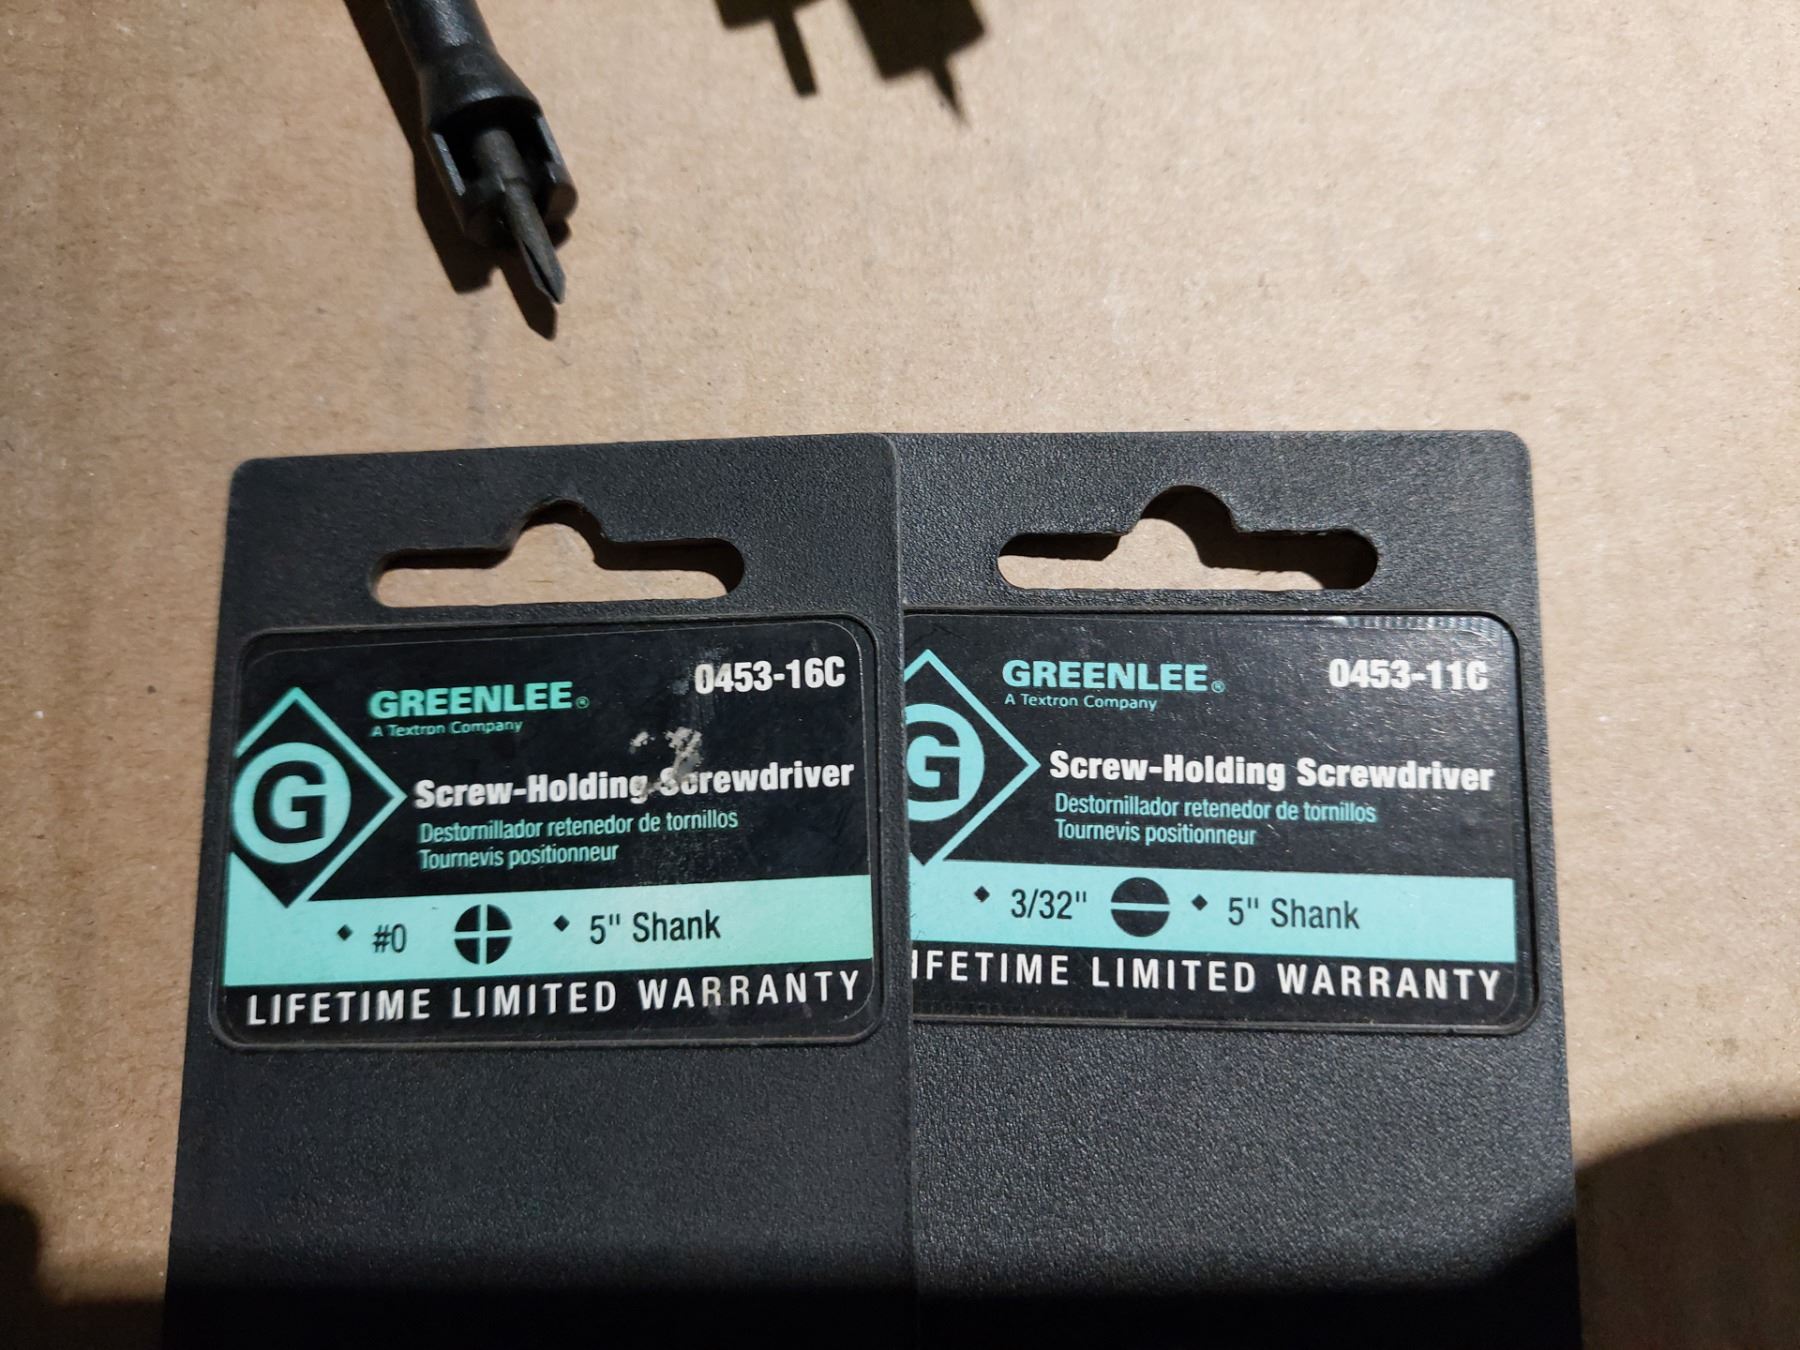 0453-16C
GREENLEE®
A Textron Company
Screw-Holding Screwdriver
Destornillador retenedor de tornillos
Tournevis positionneur
G
#0
5" Shank
LIFETIME LIMITED WARRANTY
0453-11C
GREENLEE®
A Textron Company
Screw-Holding Screwdriver
Destornillador retenedor de tornillos
Tournevis positionneur
G
3/32"
5" Shank
IFETIME LIMITED WARRANTY